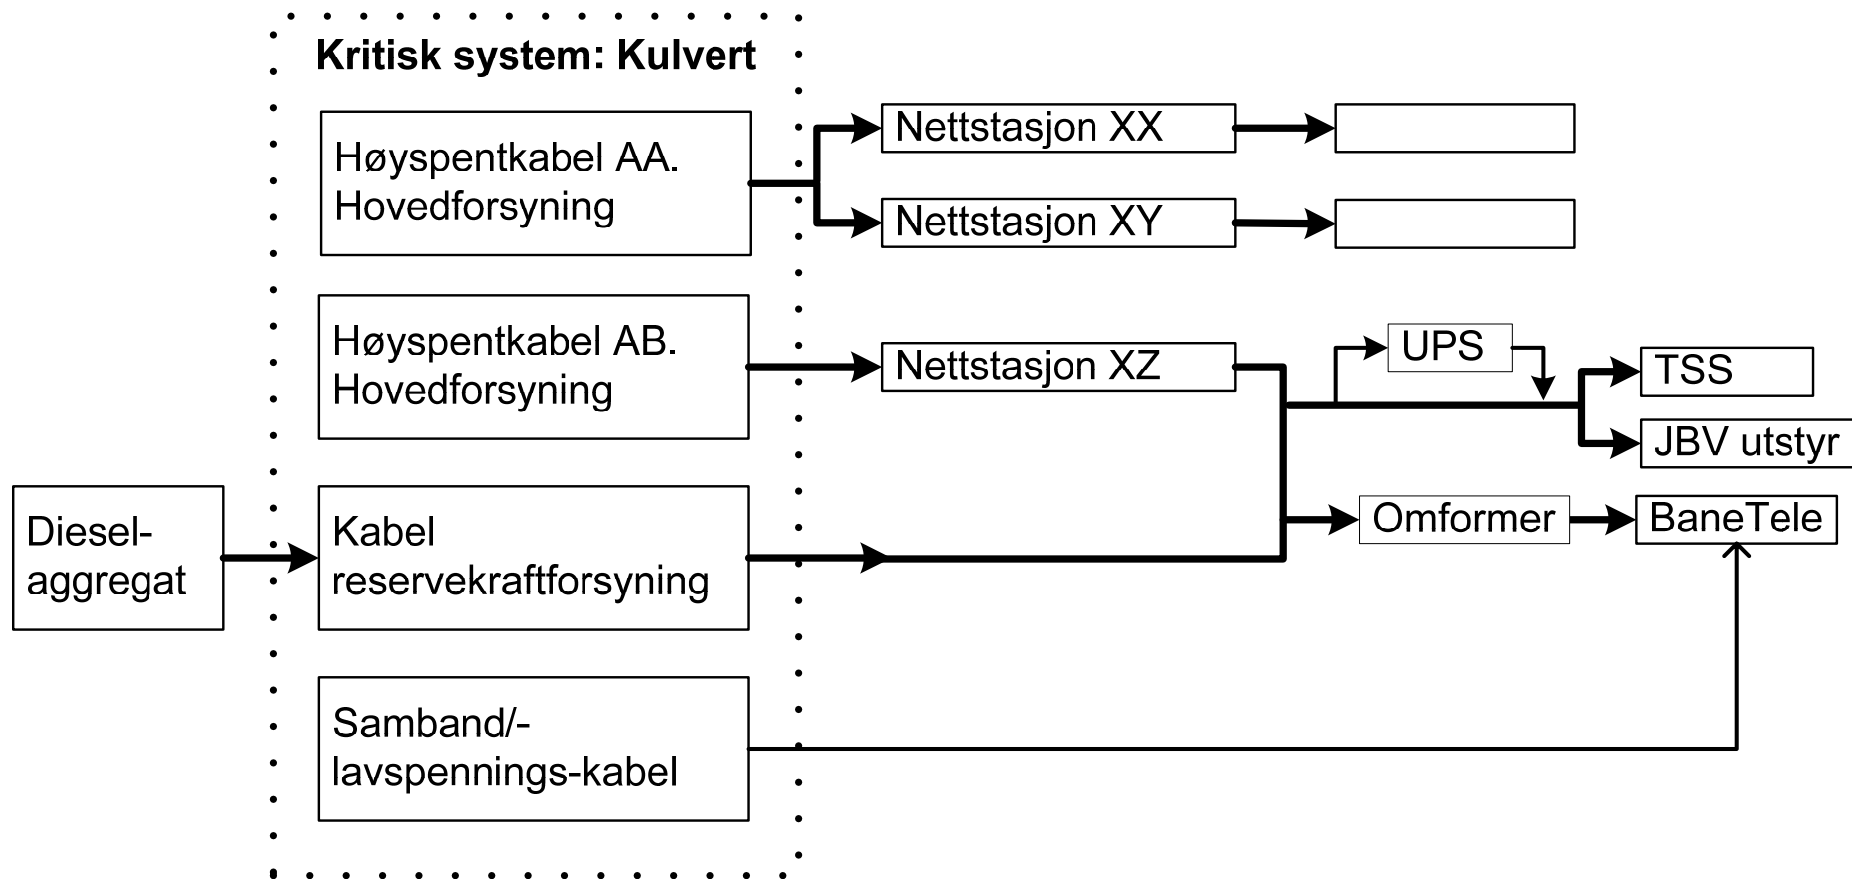 Kritisk system: Kulvert
Høyspentkabel AA.
Hovedforsyning
Nettstasjon XX
Nettstasjon XY
Høyspentkabel AB.
Hovedforsyning
Nettstasjon XZ
UPS
TSS
JBV utstyr
Diesel-
aggregat
Kabel
reservekraftforsyning
Omformer
BaneTele
Samband/-
lavspennings-kabel